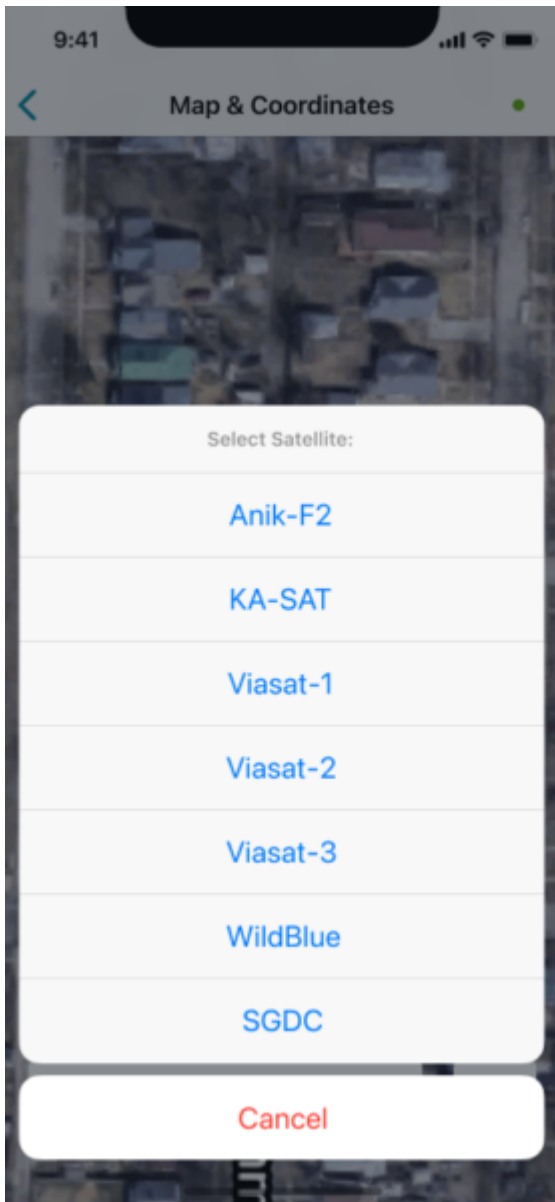 9:41
Map & Coordinates
Select Satellite:
Anik-F2
KA-SAT
Viasat-1
Viasat-2
Viasat-3
WildBlue
SGDC
Cancel